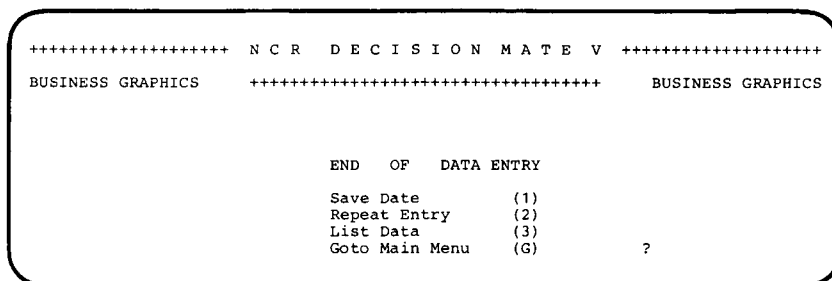 ++++++++++++++++++++ N C R D E C I S I O N M A T E V ++++++++++++++++++++
BUSINESS GRAPHICS +++++++++++++++++++++++++++++++++++ BUSINESS GRAPHICS
END OF DATA ENTRY
Save Date (1)
Repeat Entry (2)
List Data (3)
Goto Main Menu (G) ?